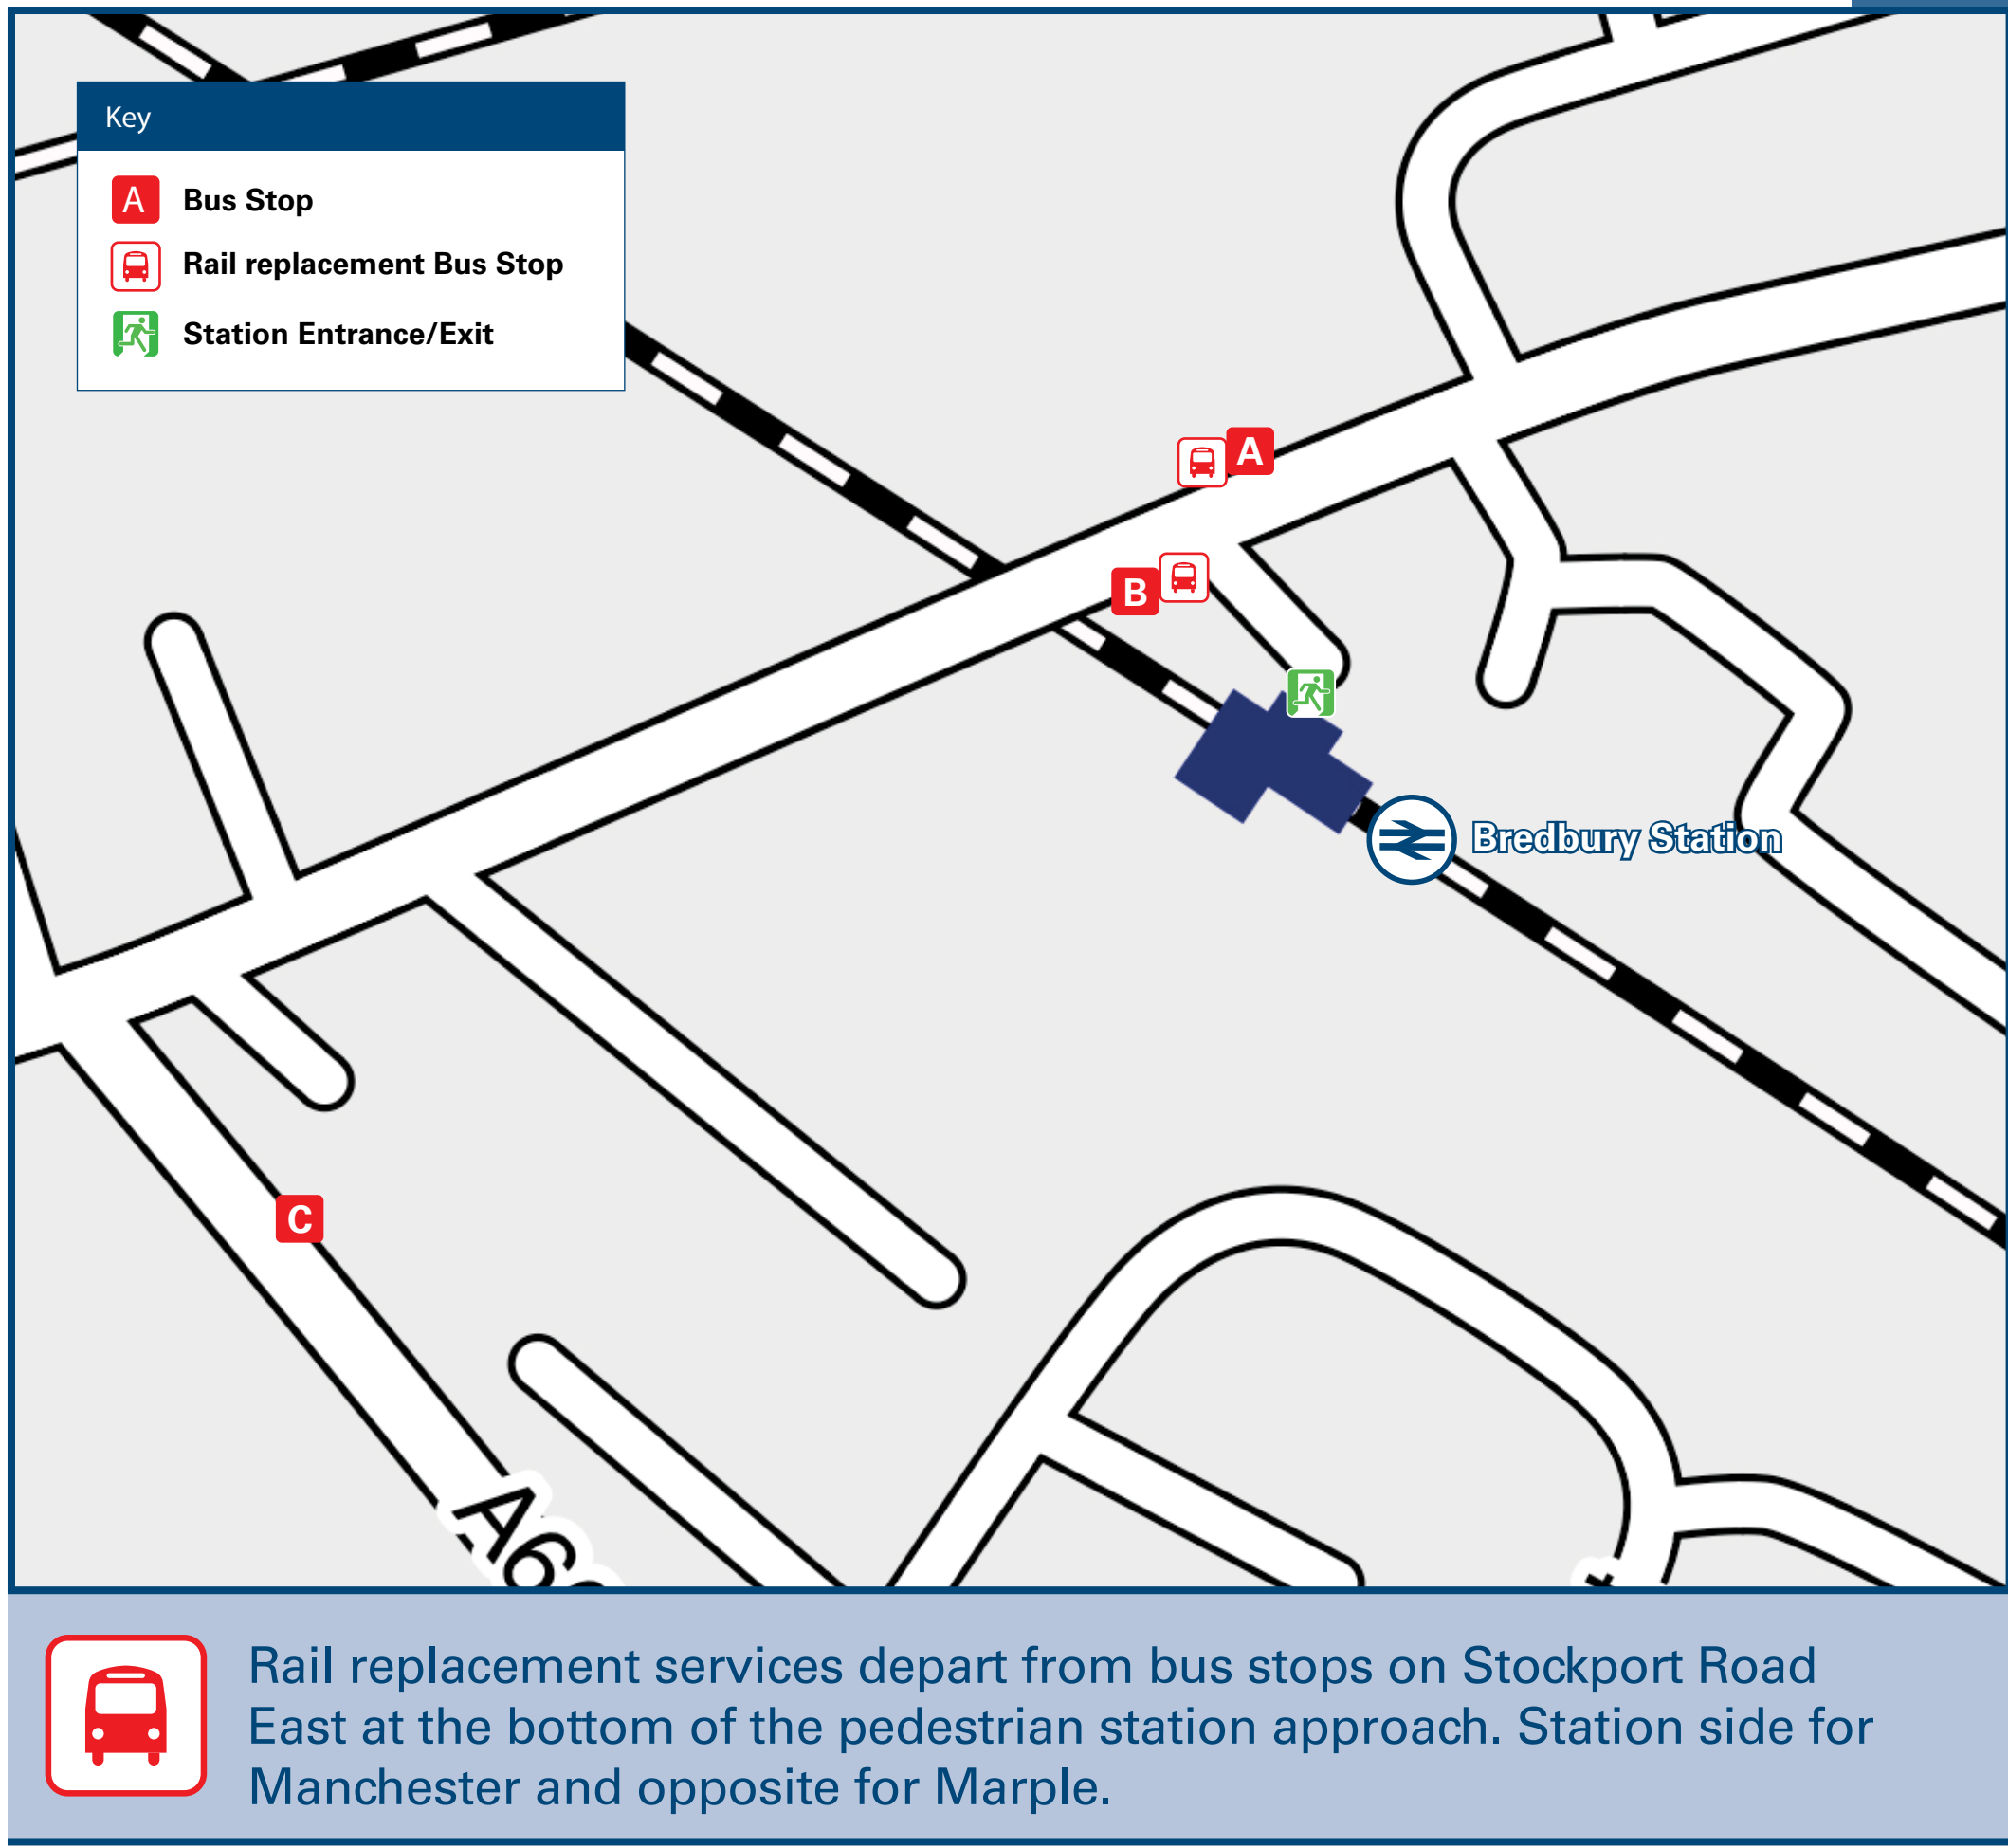 Key
A Bus Stop
Rail replacement Bus Stop
Station Entrance/Exit
A
B
Bredbury Station
C
Rail replacement services depart from bus stops on Stockport Road
East at the bottom of the pedestrian station approach. Station side for
Manchester and opposite for Marple.